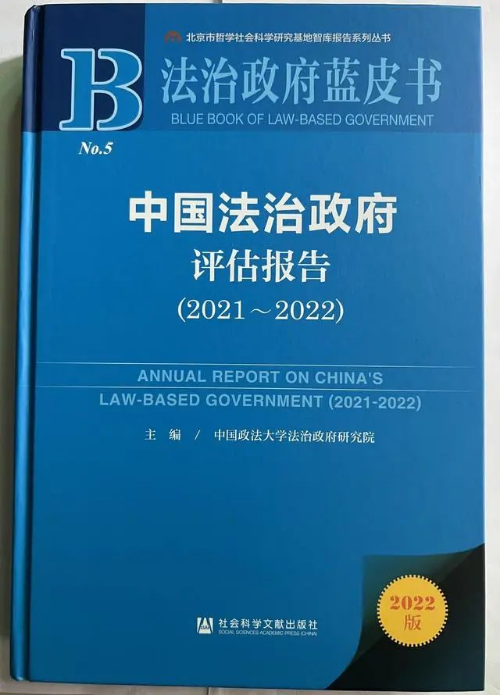 北京市哲学社会科学研究基地智库报告系列丛书
B
法治政府蓝皮书
BLUE BOOK OF LAW-BASED GOVERNMENT
No.5
中国法治政府
评估报告
(2021～2022)
ANNUAL REPORT ON CHINA'S
LAW-BASED GOVERNMENT (2021-2022)
主 编 / 中国政法大学法治政府研究院
2022
版
社会科学文献出版社
SOCIAL SCIENCES ACADEMIC PRESS (CHINA)